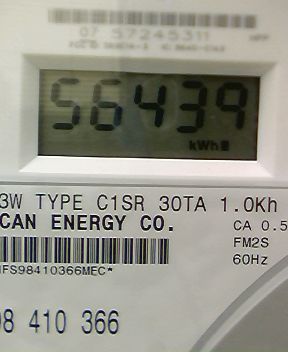 07 57245311
56439
kWh
3W TYPE C1SR 30TA 1.0Kh
CAN ENERGY CO.
CA 0.5
FM2S
60Hz
IFS98410366MEC*
98 410 366